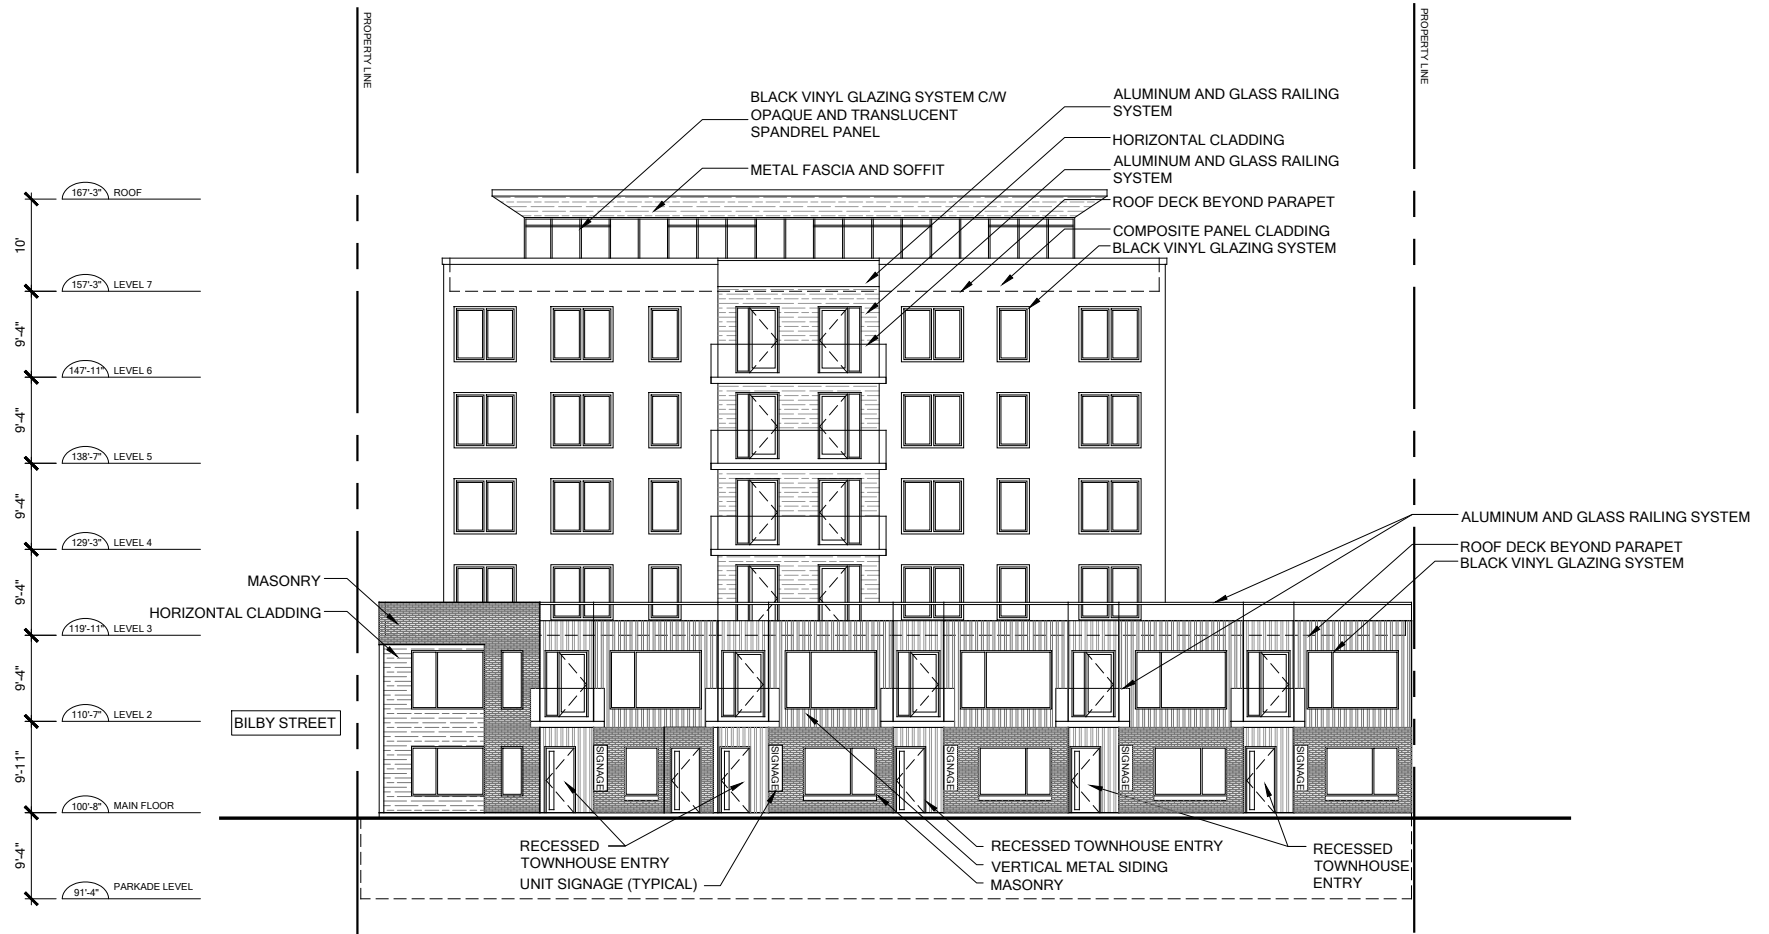 PROPERTY LINE
PROPERTY LINE
BLACK VINYL GLAZING SYSTEM C/W
OPAQUE AND TRANSLUCENT
SPANDREL PANEL
METAL FASCIA AND SOFFIT
ALUMINUM AND GLASS RAILING
SYSTEM
HORIZONTAL CLADDING
ALUMINUM AND GLASS RAILING
SYSTEM
ROOF DECK BEYOND PARAPET
COMPOSITE PANEL CLADDING
BLACK VINYL GLAZING SYSTEM
167'-3" ROOF
10'
157'-3" LEVEL 7
9'-4"
147'-11" LEVEL 6
9'-4"
138'-7" LEVEL 5
9'-4"
129'-3" LEVEL 4
9'-4"
119'-11" LEVEL 3
9'-4"
110'-7" LEVEL 2
9'-11"
100'-8" MAIN FLOOR
9'-4"
91'-4" PARKADE LEVEL
MASONRY
HORIZONTAL CLADDING
BILBY STREET
ALUMINUM AND GLASS RAILING SYSTEM
ROOF DECK BEYOND PARAPET
BLACK VINYL GLAZING SYSTEM
SIGNAGE
SIGNAGE
SIGNAGE
SIGNAGE
SIGNAGE
RECESSED
TOWNHOUSE ENTRY
UNIT SIGNAGE (TYPICAL)
RECESSED TOWNHOUSE ENTRY
VERTICAL METAL SIDING
MASONRY
RECESSED
TOWNHOUSE
ENTRY